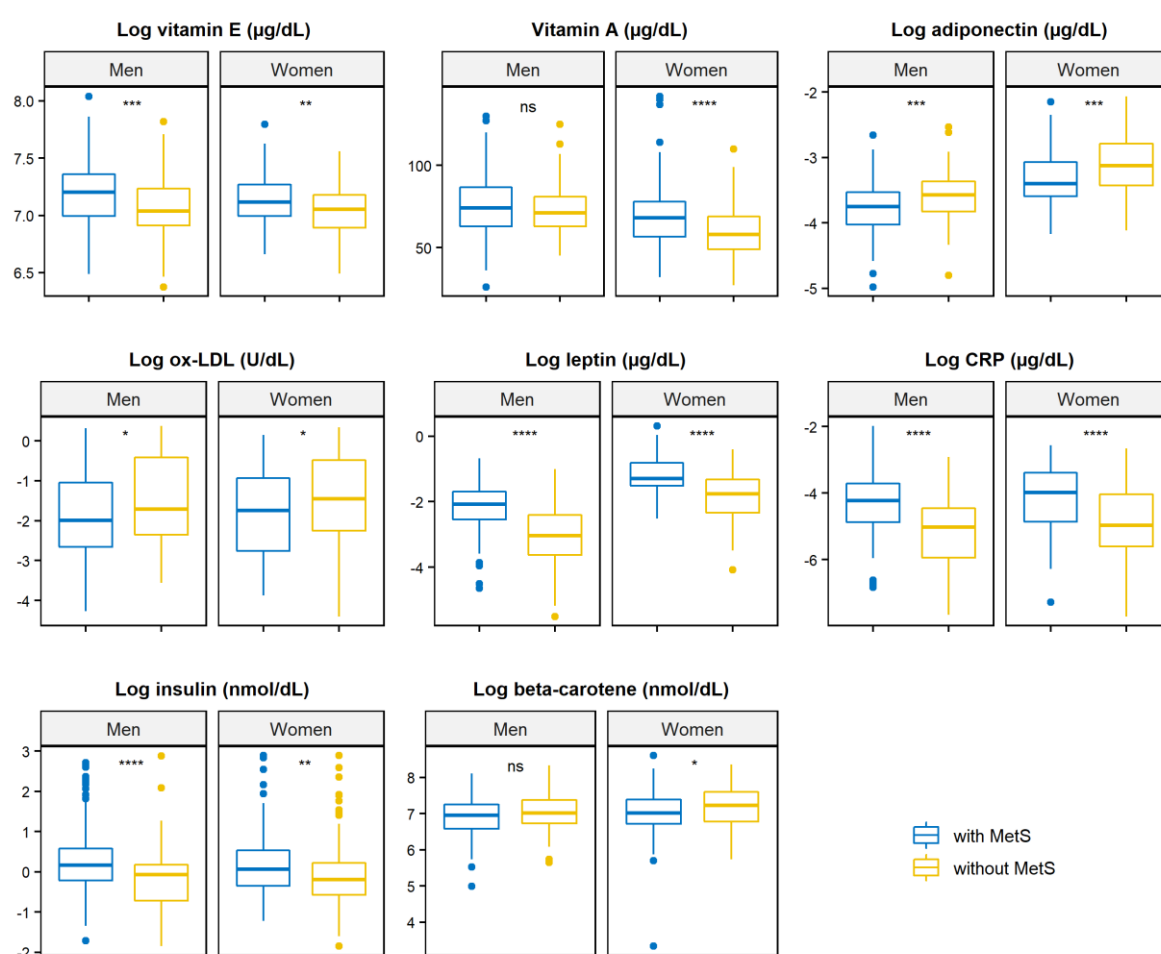 Log vitamin E (µg/dL)
Men
Women
***
**
8.0
7.5
7.0
6.5
Vitamin A (µg/dL)
Men
Women
ns
****
100
50
Log adiponectin (µg/dL)
Men
Women
***
***
-2
-3
-4
-5
Log ox-LDL (U/dL)
Men
Women
*
*
0
-1
-2
-3
-4
Log leptin (µg/dL)
Men
Women
****
****
0
-2
-4
Log CRP (µg/dL)
Men
Women
****
****
-2
-4
-6
Log insulin (nmol/dL)
Men
Women
****
**
3
2
1
0
-1
-2
Log beta-carotene (nmol/dL)
Men
Women
ns
*
8
7
6
5
4
with MetS
without MetS